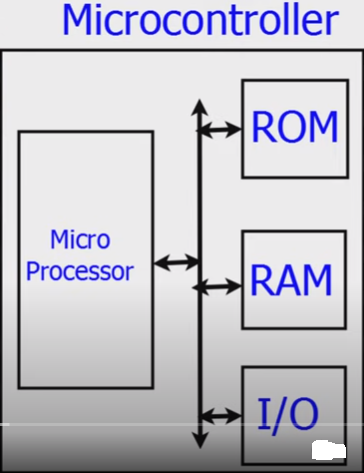 Microcontroller
ROM
Micro
Processor
RAM
I/O